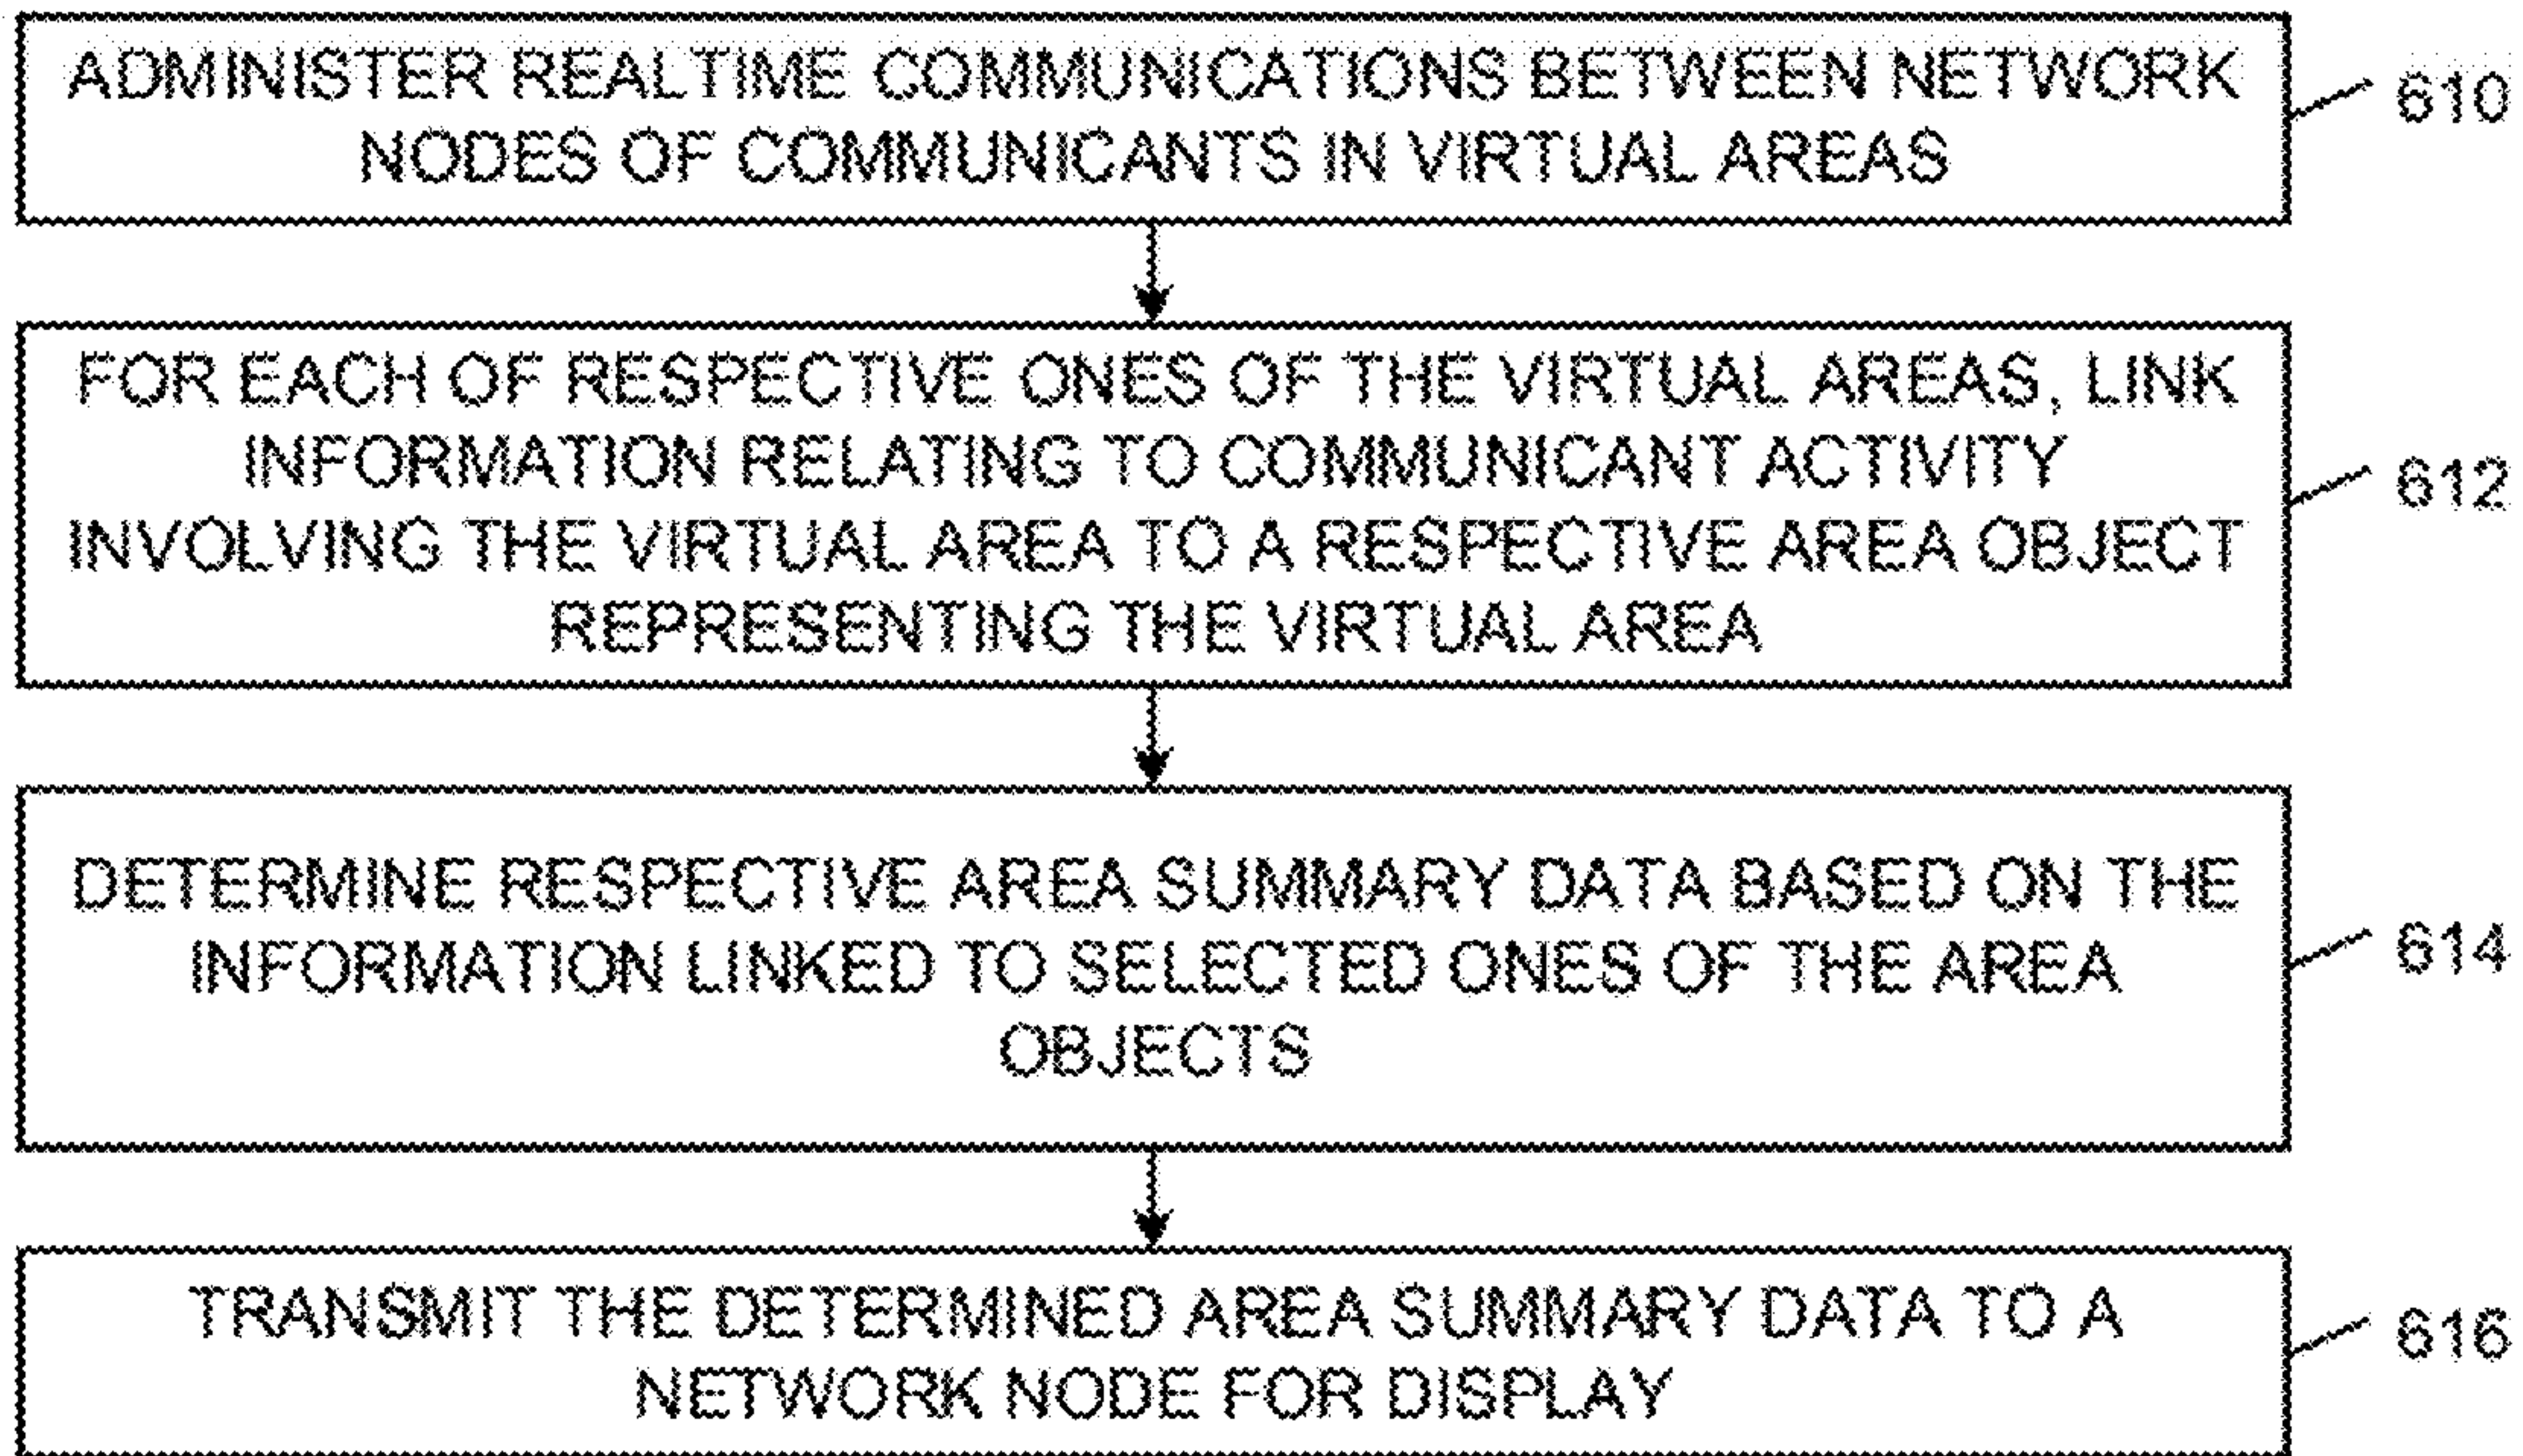 ADMINISTER REALTIME COMMUNICATIONS BETWEEN NETWORK
NODES OF COMMUNICANTS IN VIRTUAL AREAS
610
FOR EACH OF RESPECTIVE ONES OF THE VIRTUAL AREAS, LINK
INFORMATION RELATING TO COMMUNICANT ACTIVITY
INVOLVING THE VIRTUAL AREA TO A RESPECTIVE AREA OBJECT
REPRESENTING THE VIRTUAL AREA
612
DETERMINE RESPECTIVE AREA SUMMARY DATA BASED ON THE
INFORMATION LINKED TO SELECTED ONES OF THE AREA
OBJECTS
614
TRANSMIT THE DETERMINED AREA SUMMARY DATA TO A
NETWORK NODE FOR DISPLAY
616